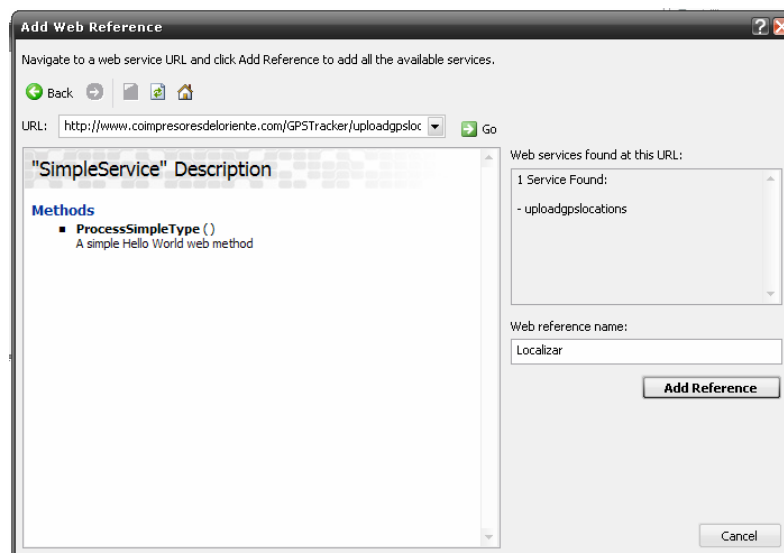 Add Web Reference
Navigate to a web service URL and click Add Reference to add all the available services.
Back
URL: http://www.coimpresoresdeloriente.com/GPSTracker/uploadgpsloc Go
"SimpleService" Description
Methods
ProcessSimpleType ()
A simple Hello World web method
Web services found at this URL:
1 Service Found:
- uploadgpslocations
Web reference name:
Localizar
Add Reference
Cancel